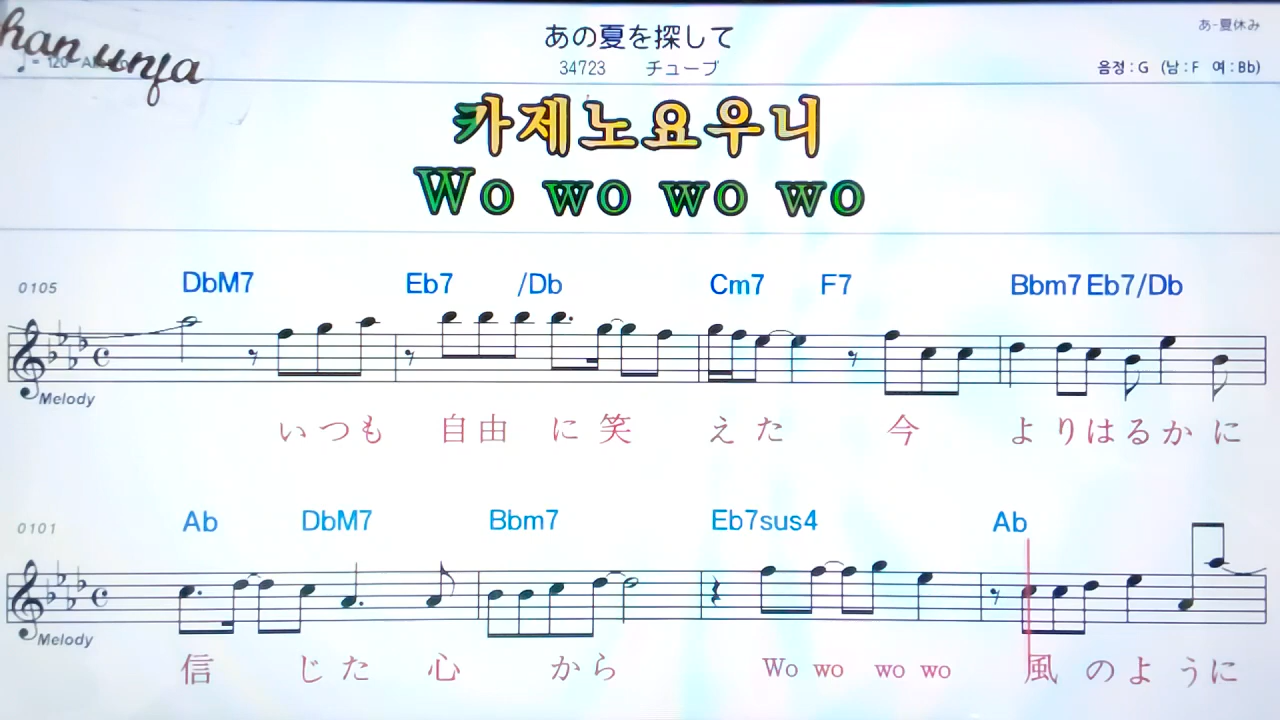 han unja
あの夏を探して
あ-夏休み
34723 チューブ
음정 : G (남 : F 여 : Bb)
카제노요우니
Wo wo wo wo
0105
DbM7 Eb7 /Db Cm7 F7 Bbm7 Eb7/Db
Melody
いつも 自由 に 笑 えた 今 よりはるかに
0101
Ab DbM7 Bbm7 Eb7sus4 Ab
Melody
信 じた 心 から Wo wo wo wo 風 のように